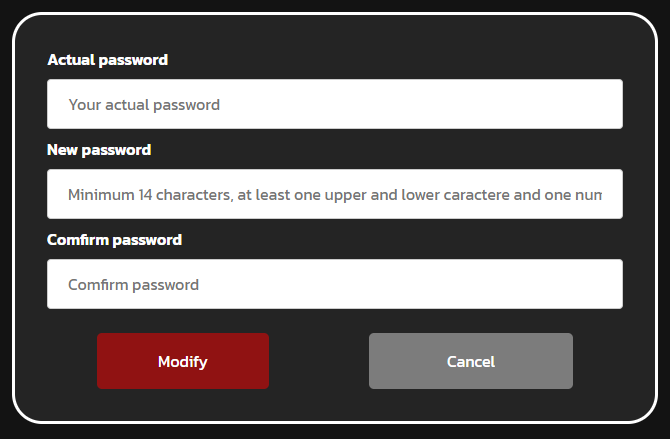 Actual password
Your actual password
New password
Minimum 14 characters, at least one upper and lower caractere and one num
Comfirm password
Comfirm password
Modify
Cancel